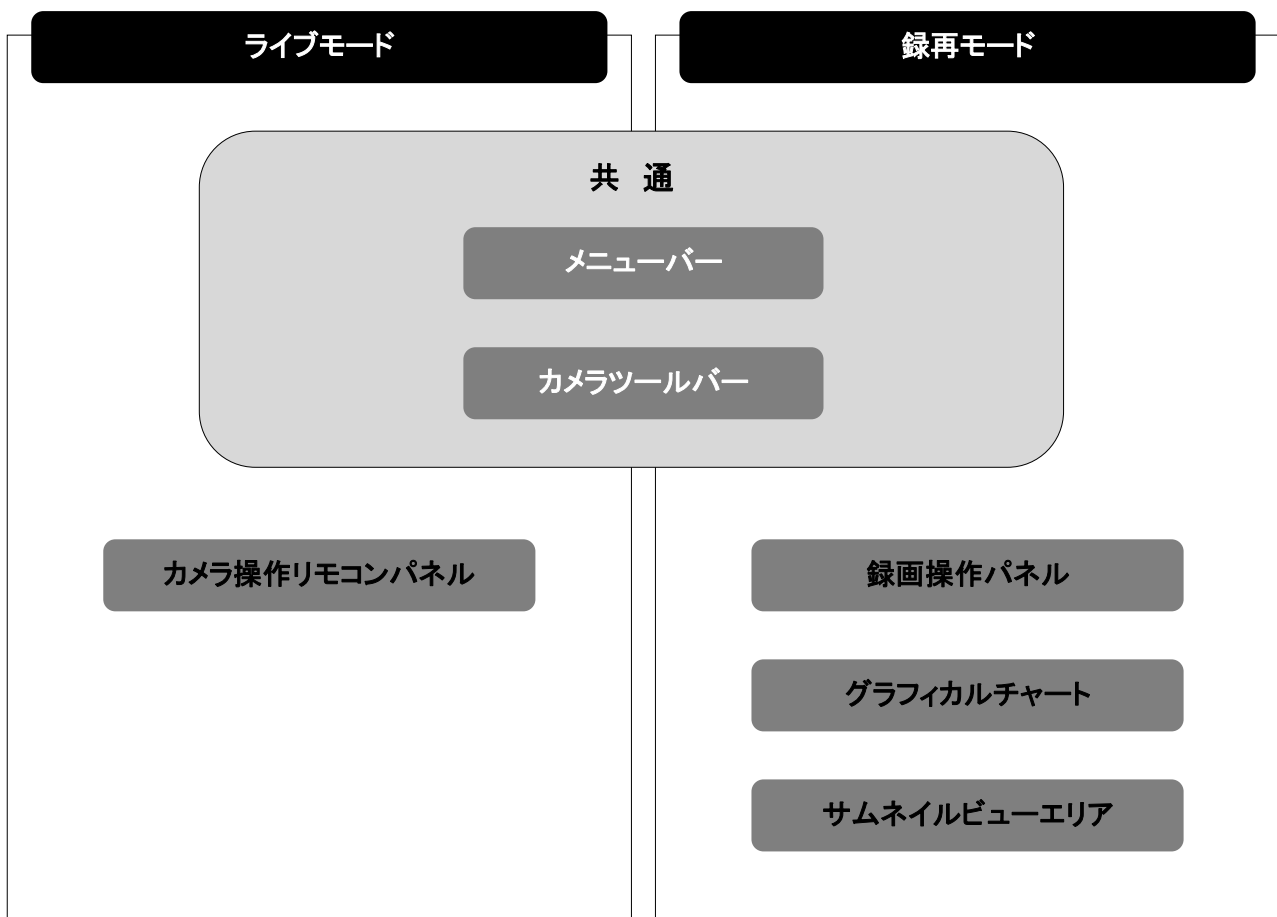 ライブモード
録再モード
共 通
メニューバー
カメラツールバー
カメラ操作リモコンパネル
録画操作パネル
グラフィカルチャート
サムネイルビューエリア